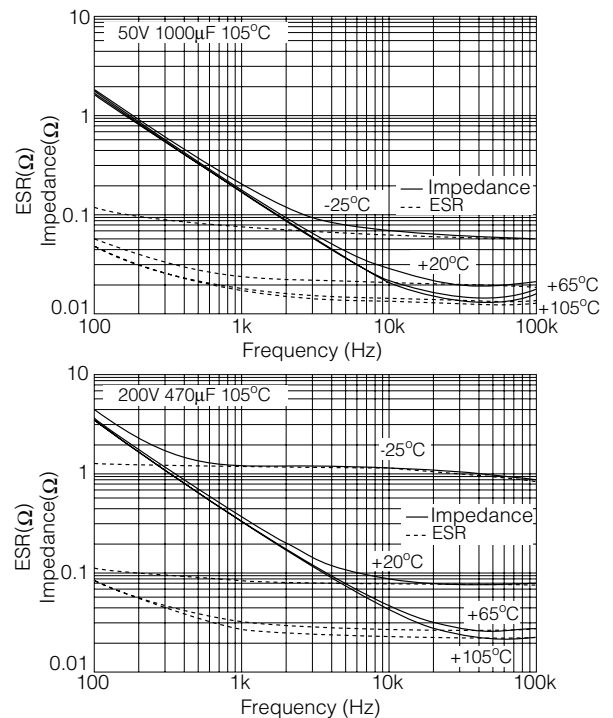 10
50V 1000μF 105°C
1
ESR(Ω)
Impedance(Ω)
Impedance
ESR
-25°C
0.1
+20°C
+65°C
+105°C
0.01
100 1k 10k 100k
Frequency (Hz)
10
200V 470μF 105°C
-25°C
1
ESR(Ω)
Impedance(Ω)
Impedance
ESR
+20°C
0.1
+65°C
+105°C
0.01
100 1k 10k 100k
Frequency (Hz)